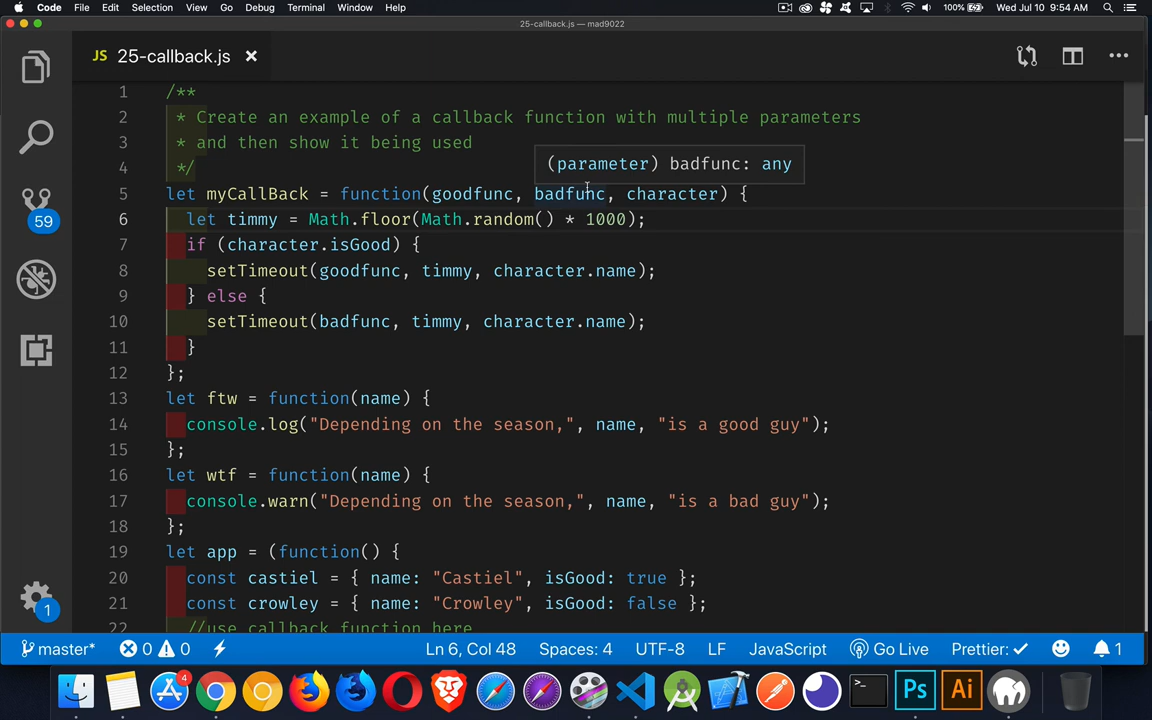 Code File Edit Selection View Go Debug Terminal Window Help 100% Wed Jul 10 9:54 AM
25-callback.js — mad9022
JS 25-callback.js
1 /**
2 * Create an example of a callback function with multiple parameters
3 * and then show it being used
(parameter) badfunc: any
4 */
5 let myCallBack = function(goodfunc, badfunc, character) {
6 let timmy = Math.floor(Math.random() * 1000);
7 if (character.isGood) {
8 setTimeout(goodfunc, timmy, character.name);
9 } else {
10 setTimeout(badfunc, timmy, character.name);
11 }
12 };
13 let ftw = function(name) {
14 console.log("Depending on the season,", name, "is a good guy");
15 };
16 let wtf = function(name) {
17 console.warn("Depending on the season,", name, "is a bad guy");
18 };
19 let app = (function() {
20 const castiel = { name: "Castiel", isGood: true };
21 const crowley = { name: "Crowley", isGood: false };
22 //use callback function here
59
1
master* 0 0 Ln 6, Col 48 Spaces: 4 UTF-8 LF JavaScript Go Live Prettier: ✓ 1
4 >_ Ps Ai